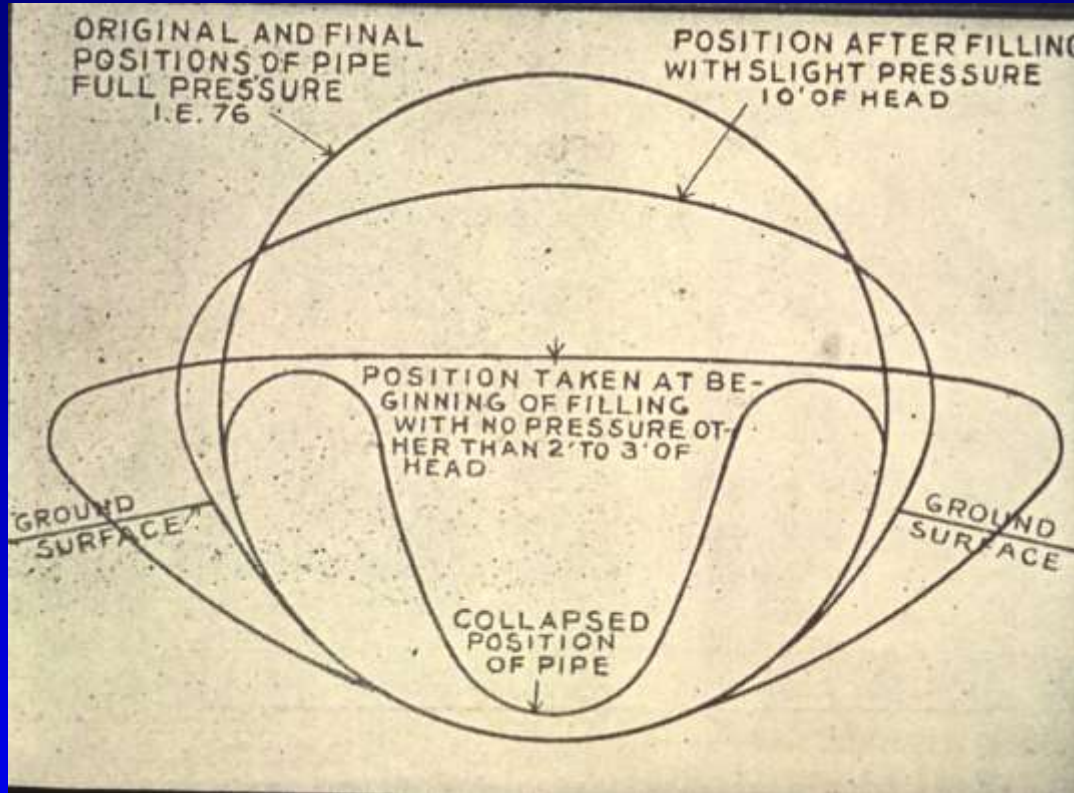 ORIGINAL AND FINAL
POSITIONS OF PIPE
FULL PRESSURE
I.E. 76
POSITION AFTER FILLING
WITH SLIGHT PRESSURE
10' OF HEAD
POSITION TAKEN AT BE-
GINNING OF FILLING
WITH NO PRESSURE OT-
HER THAN 2' TO 3' OF
HEAD
GROUND
SURFACE
GROUND
SURFACE
COLLAPSED
POSITION
OF PIPE